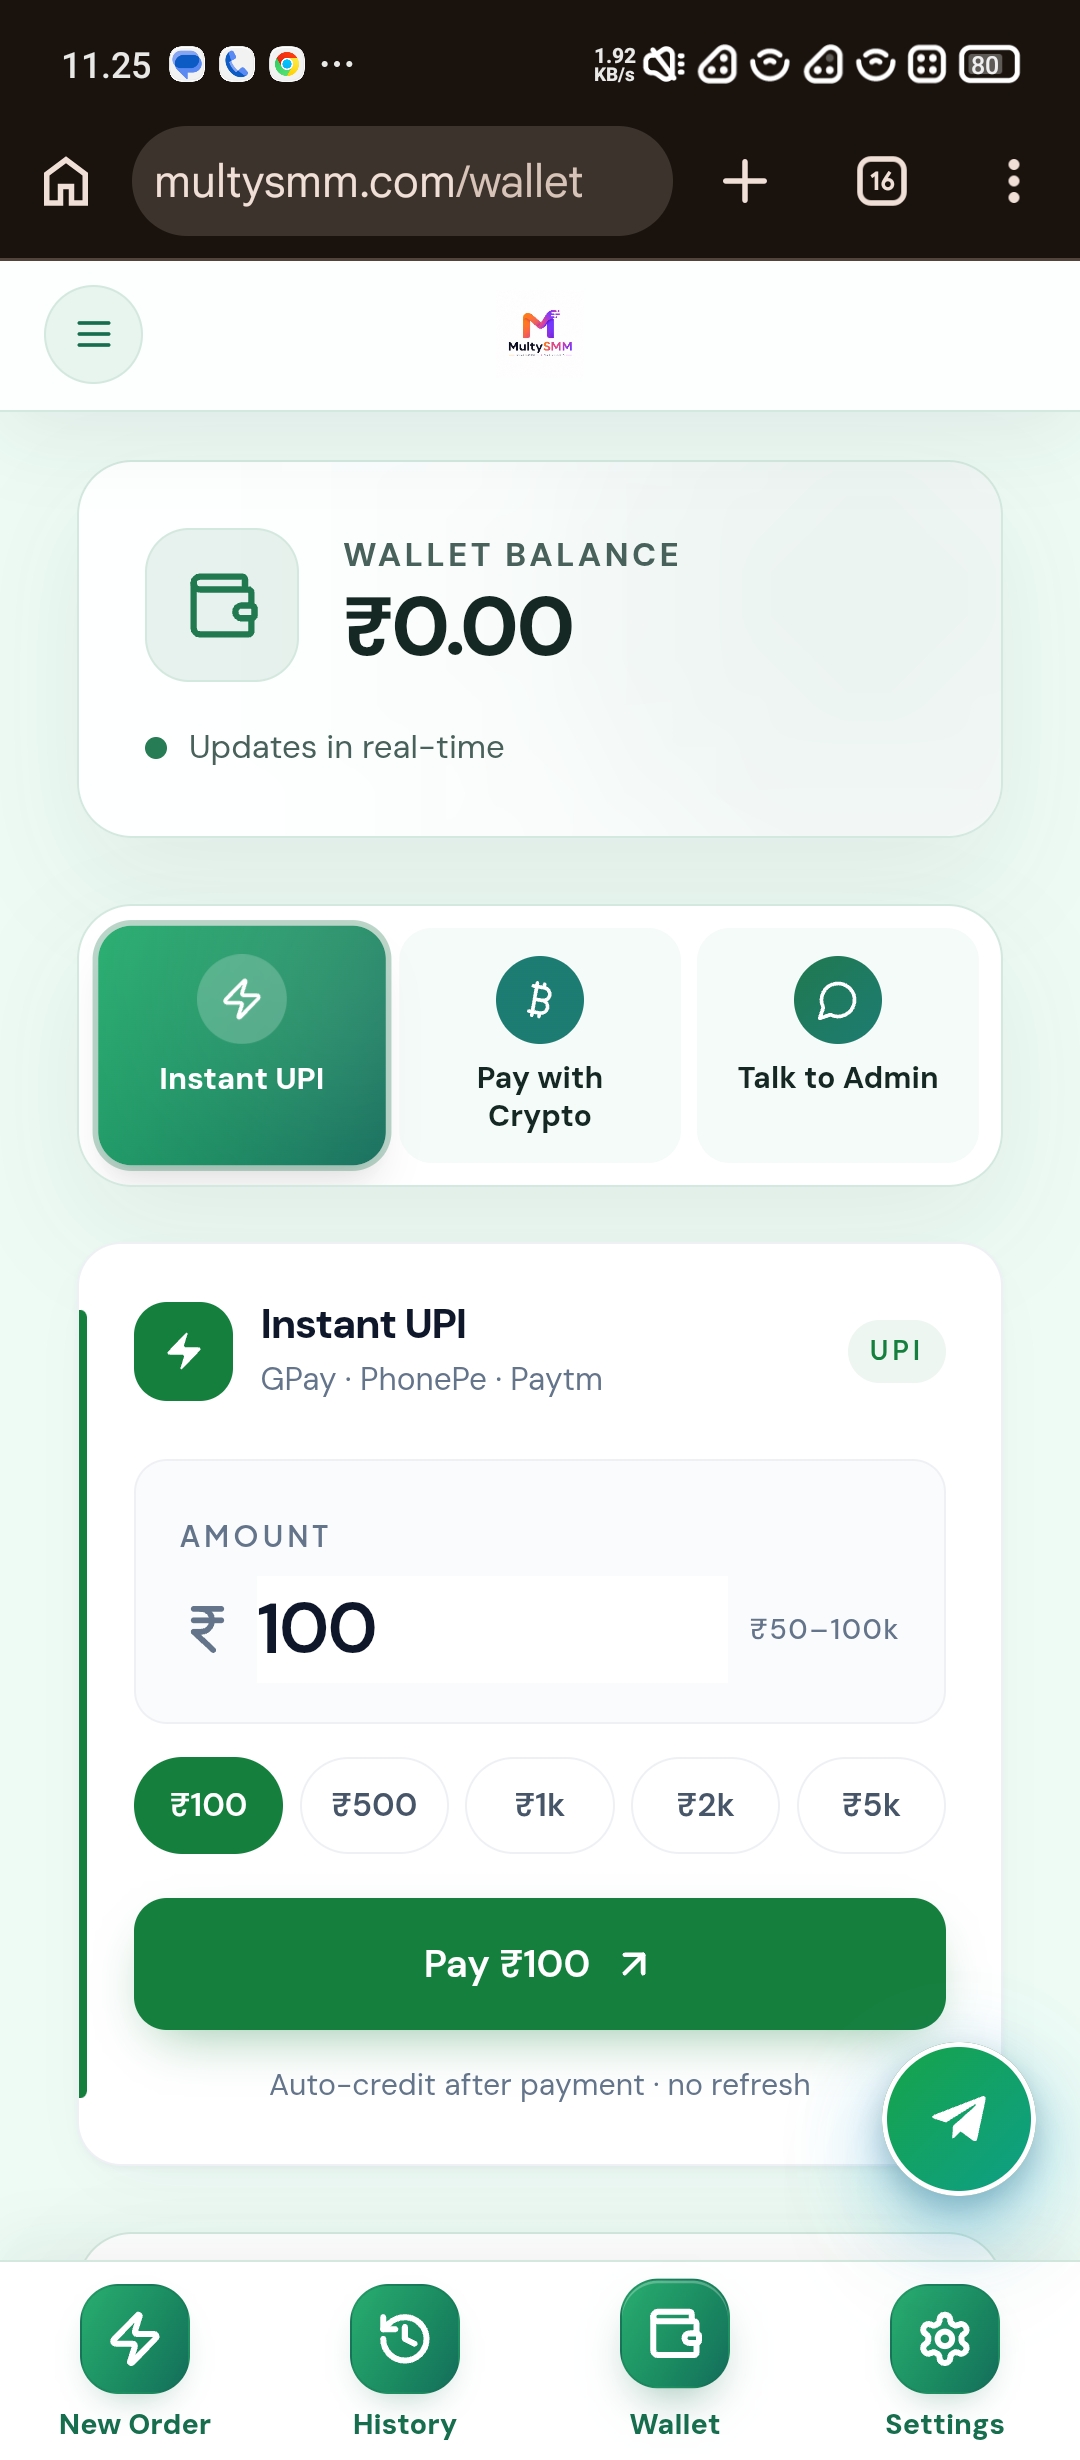 11.25
1.92
KB/s
80
multysmm.com/wallet
16
MultySMM
WALLET BALANCE
₹0.00
Updates in real-time
Instant UPI
Pay with
Crypto
Talk to Admin
Instant UPI
GPay · PhonePe · Paytm
UPI
AMOUNT
₹ 100
₹50–100k
₹100
₹500
₹1k
₹2k
₹5k
Pay ₹100
Auto-credit after payment · no refresh
New Order
History
Wallet
Settings